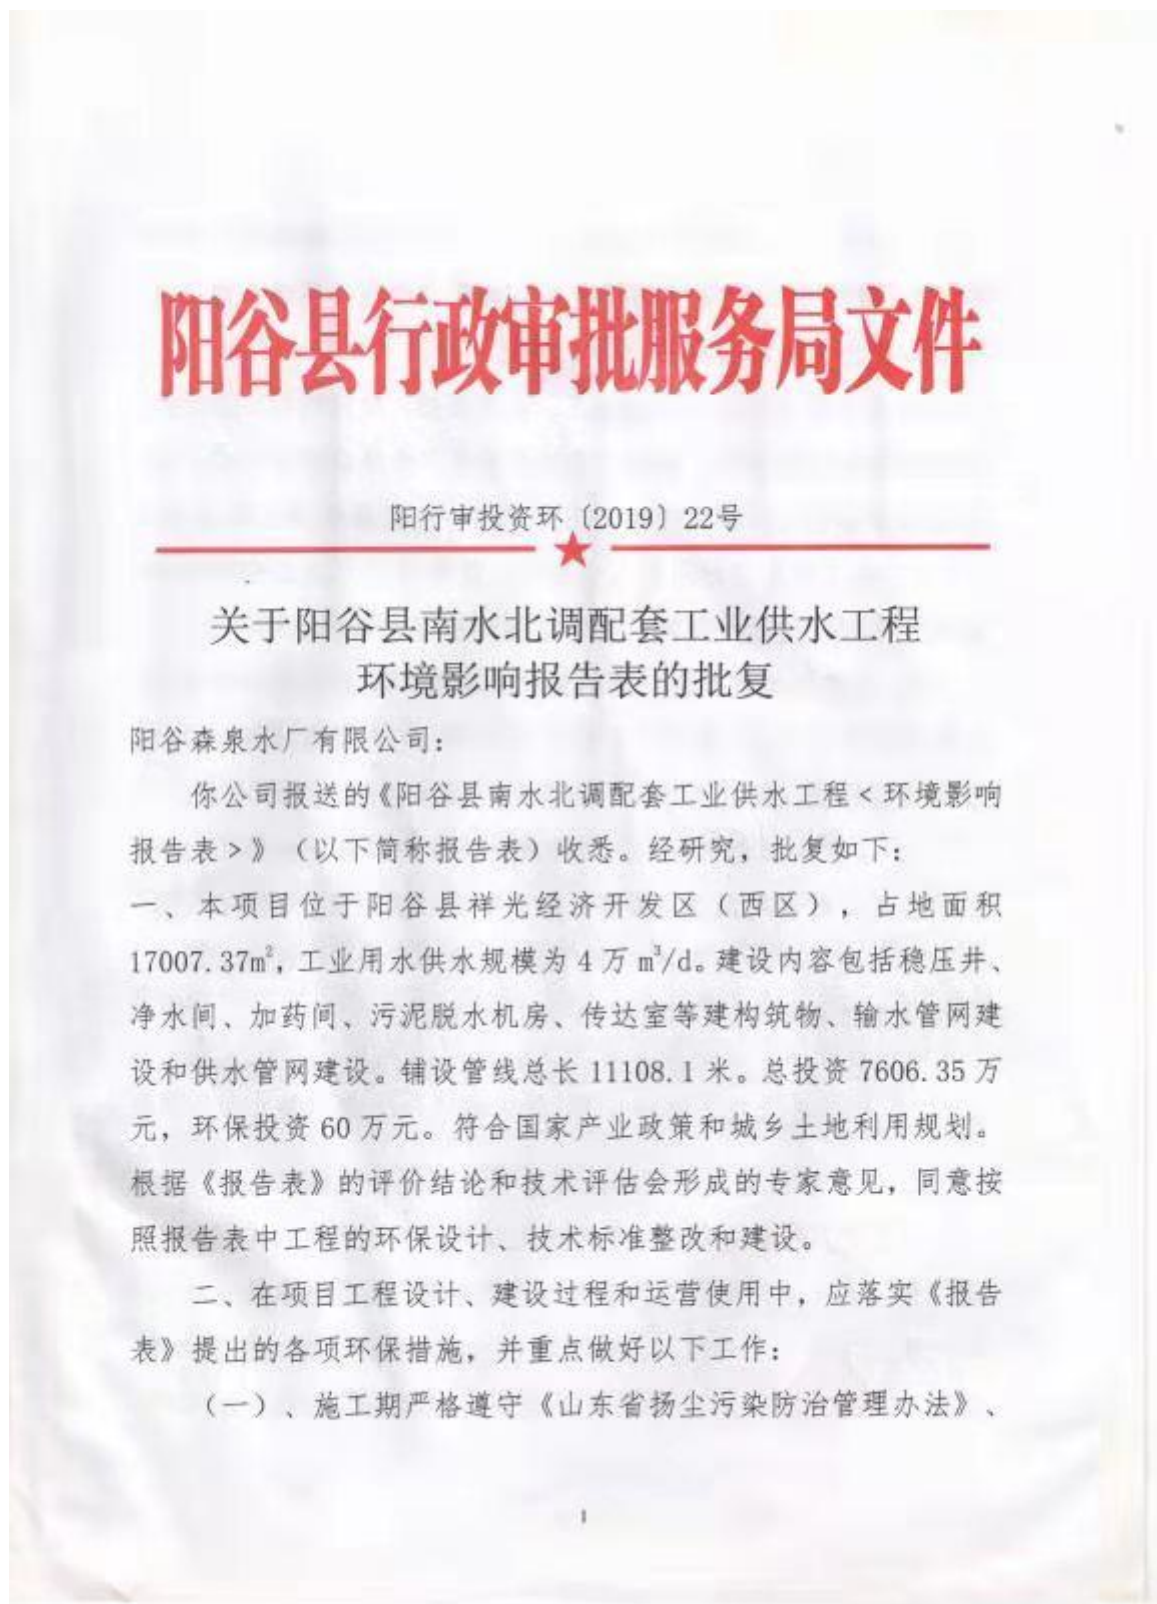 阳谷县行政审批服务局文件
阳行审投资环〔2019〕22号
关于阳谷县南水北调配套工业供水工程
环境影响报告表的批复
阳谷森泉水厂有限公司：
你公司报送的《阳谷县南水北调配套工业供水工程<环境影响
报告表>》（以下简称报告表）收悉。经研究，批复如下：
一、本项目位于阳谷县祥光经济开发区（西区），占地面积
17007.37m²，工业用水供水规模为4万m³/d。建设内容包括稳压井、
净水间、加药间、污泥脱水机房、传达室等建构筑物、输水管网建
设和供水管网建设。铺设管线总长11108.1米。总投资7606.35万
元，环保投资60万元。符合国家产业政策和城乡土地利用规划。
根据《报告表》的评价结论和技术评估会形成的专家意见，同意按
照报告表中工程的环保设计、技术标准整改和建设。
二、在项目工程设计、建设过程和运营使用中，应落实《报告
表》提出的各项环保措施，并重点做好以下工作：
（一）、施工期严格遵守《山东省扬尘污染防治管理办法》、
1